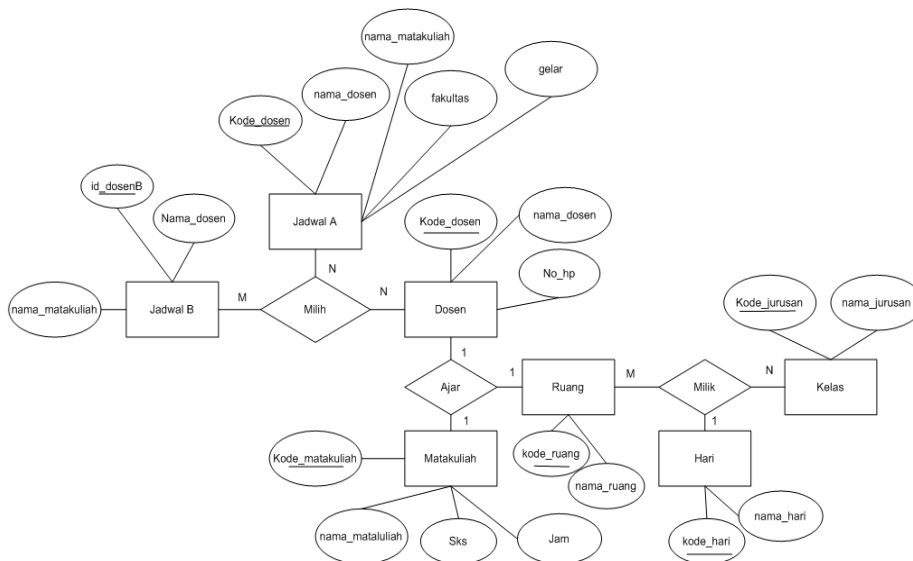 nama_matakuliah
gelar
nama_dosen
fakultas
Kode_dosen
id_dosenB
Nama_dosen
Jadwal A
Kode_dosen
nama_dosen
N
No_hp
nama_matakuliah
Jadwal B
M
Milih
N
Dosen
Kode_jurusan
nama_jurusan
1
Ajar
1
Ruang
M
Milik
N
Kelas
1
1
Kode_matakuliah
Matakuliah
kode_ruang
Hari
nama_ruang
nama_hari
nama_mataluliah
Sks
Jam
kode_hari